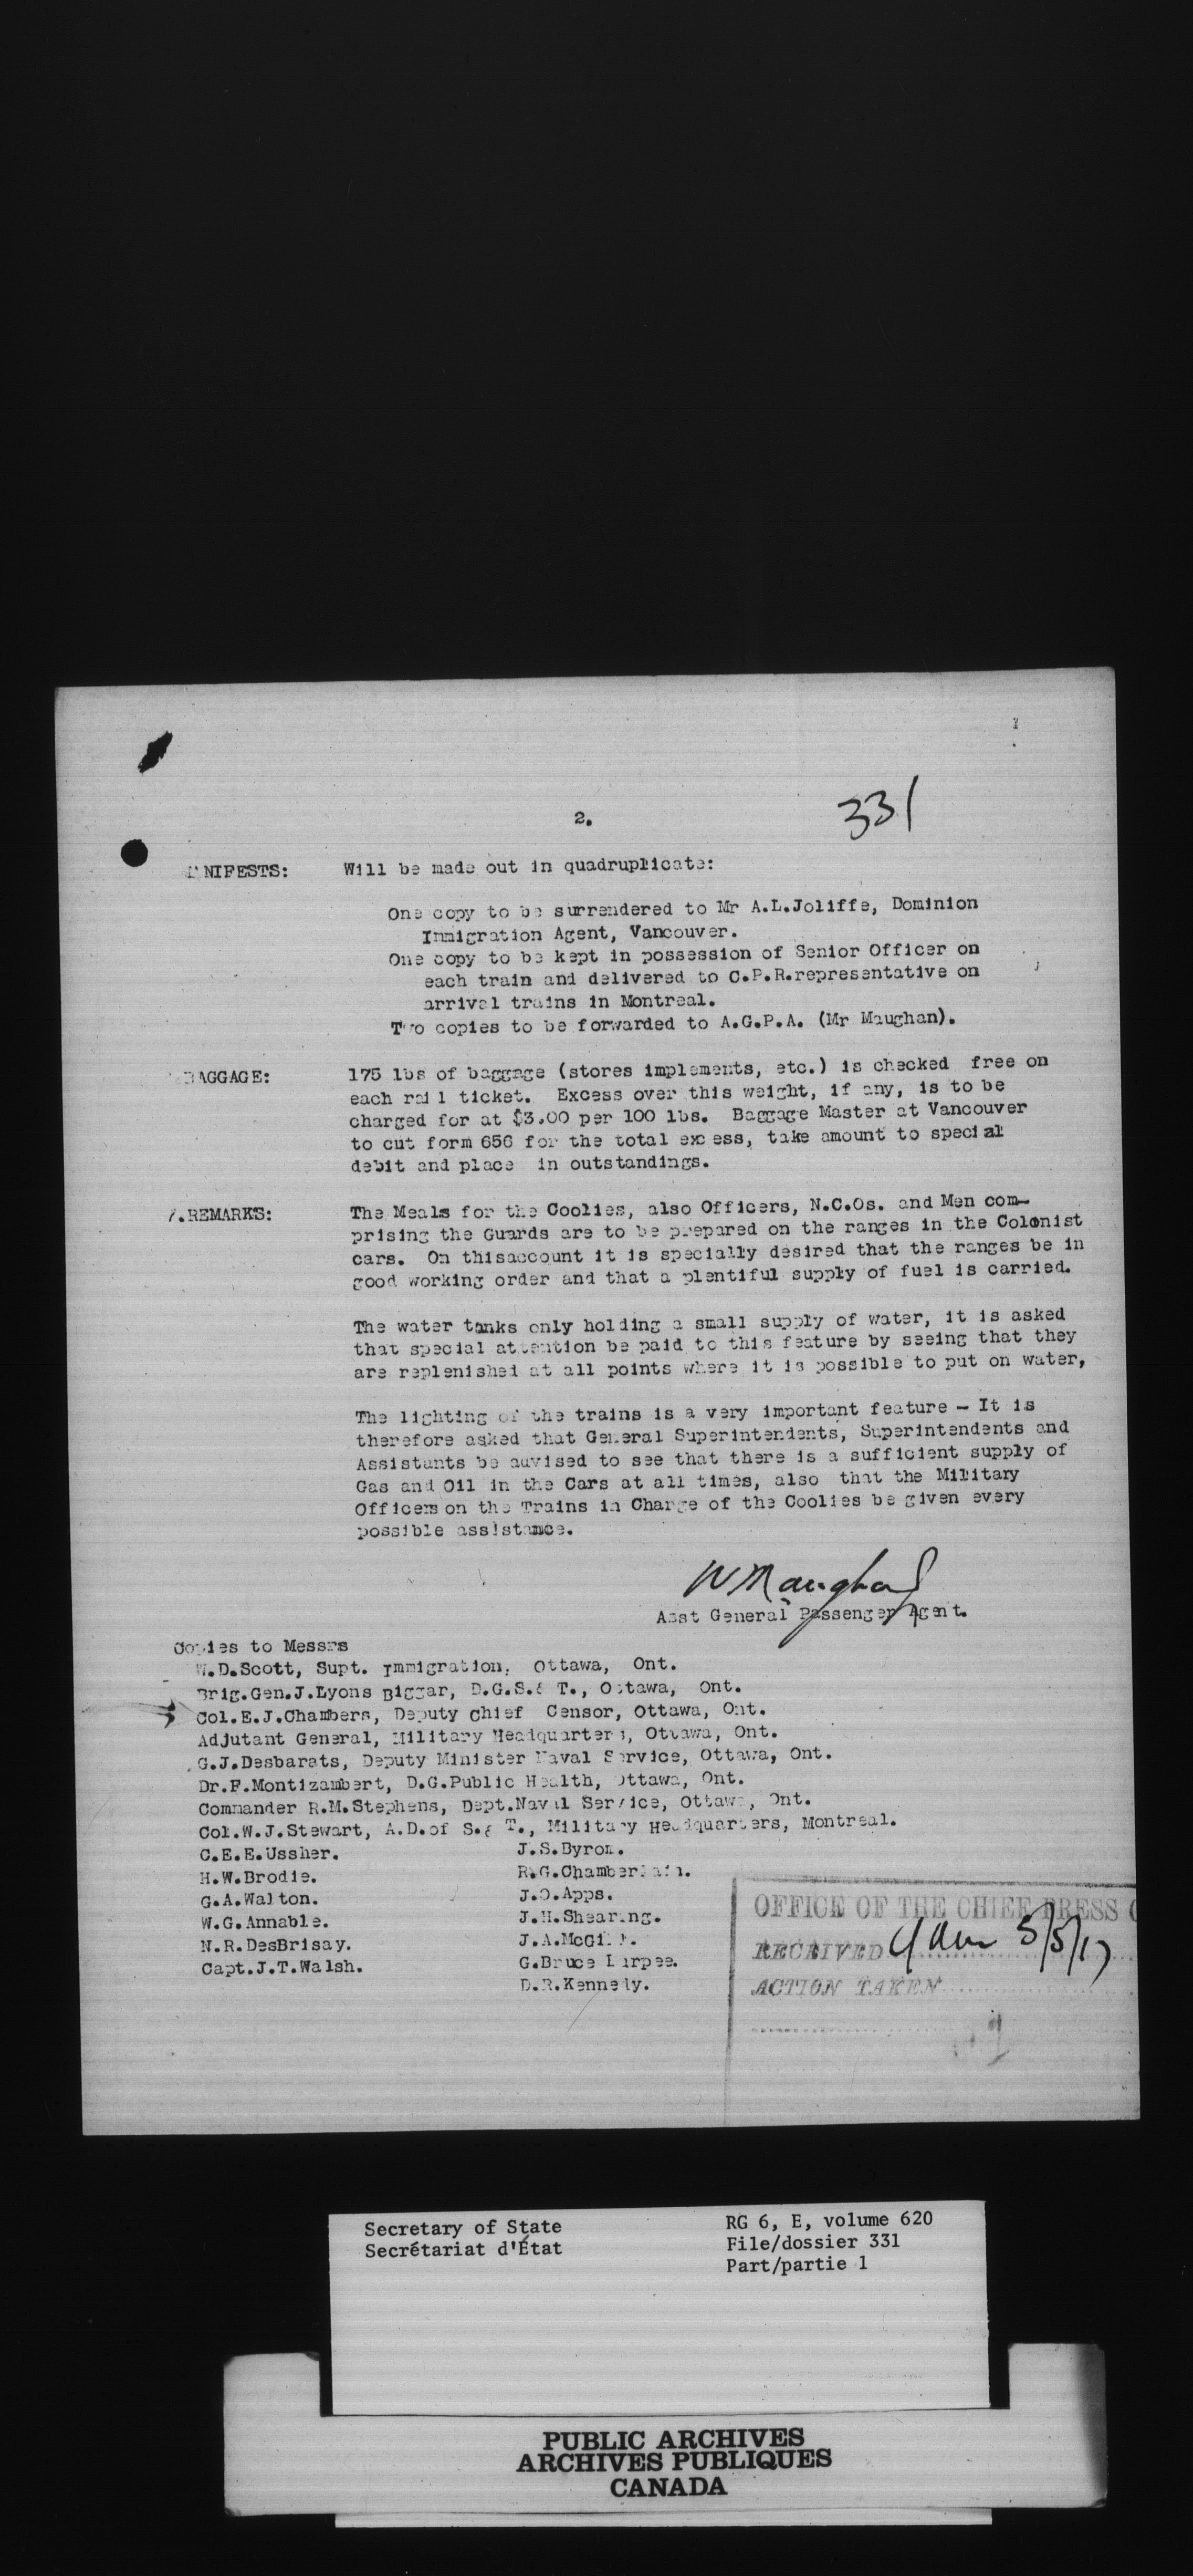 2.
331
NIFESTS: Will be made out in quadruplicate:
One copy to be surrendered to Mr A.L.Joliffe, Dominion
Immigration Agent, Vancouver.
One copy to be kept in possession of Senior Officer on
each train and delivered to C.P.R.representative on
arrival trains in Montreal.
Two copies to be forwarded to A.G.P.A. (Mr Maughan).
BAGGAGE: 175 lbs of baggage (stores implements, etc.) is checked free on
each rail ticket. Excess over this weight, if any, is to be
charged for at $3.00 per 100 lbs. Baggage Master at Vancouver
to cut form 656 for the total excess, take amount to special
debit and place in outstandings.
7.REMARKS: The Meals for the Coolies, also Officers, N.C.Os. and Men com-
prising the Guards are to be prepared on the ranges in the Colonist
cars. On thisaccount it is specially desired that the ranges be in
good working order and that a plentiful supply of fuel is carried.
The water tanks only holding a small supply of water, it is asked
that special attention be paid to this feature by seeing that they
are replenished at all points where it is possible to put on water,
The lighting of the trains is a very important feature - It is
therefore asked that General Superintendents, Superintendents and
Assistants be advised to see that there is a sufficient supply of
Gas and Oil in the Cars at all times, also that the Military
Officers on the Trains in Charge of the Coolies be given every
possible assistance.
W Maughan
Asst General Passenger Agent.
Copies to Messrs
W.D.Scott, Supt. Immigration, Ottawa, Ont.
Brig.Gen.J.Lyons Biggar, D.G.S.& T., Ottawa, Ont.
Col.E.J.Chambers, Deputy Chief Censor, Ottawa, Ont.
Adjutant General, Military Headquarters, Ottawa, Ont.
G.J.Desbarats, Deputy Minister Naval Service, Ottawa, Ont.
Dr.F.Montizambert, D.G.Public Health, Ottawa, Ont.
Commander R.M.Stephens, Dept.Naval Service, Ottawa, Ont.
Col.W.J.Stewart, A.D.of S.& T., Military Headquarters, Montreal.
C.E.E.Ussher. J.S.Byrom.
H.W.Brodie. R.G.Chamberlain.
G.A.Walton. J.O.Apps.
W.G.Annable. J.H.Shearing.
N.R.DesBrisay. J.A.McGill.
Capt.J.T.Walsh. G.Bruce Burpee.
D.R.Kennedy.
OFFICE OF THE CHIEF PRESS C
RECEIVED 5/5/17
ACTION TAKEN
Secretary of State
Secrétariat d'État
RG 6, E, volume 620
File/dossier 331
Part/partie 1
PUBLIC ARCHIVES
ARCHIVES PUBLIQUES
CANADA